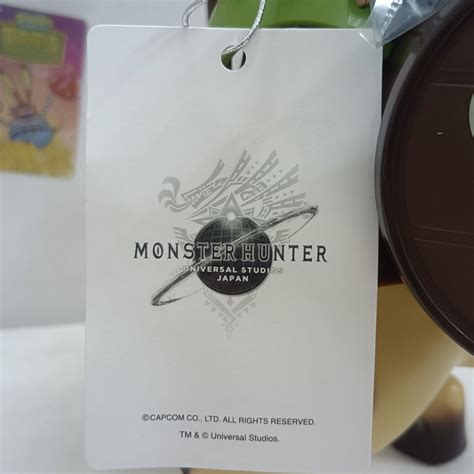 MONSTER HUNTER
UNIVERSAL STUDIOS
JAPAN
©CAPCOM CO., LTD. ALL RIGHTS RESERVED.
TM & © Universal Studios.